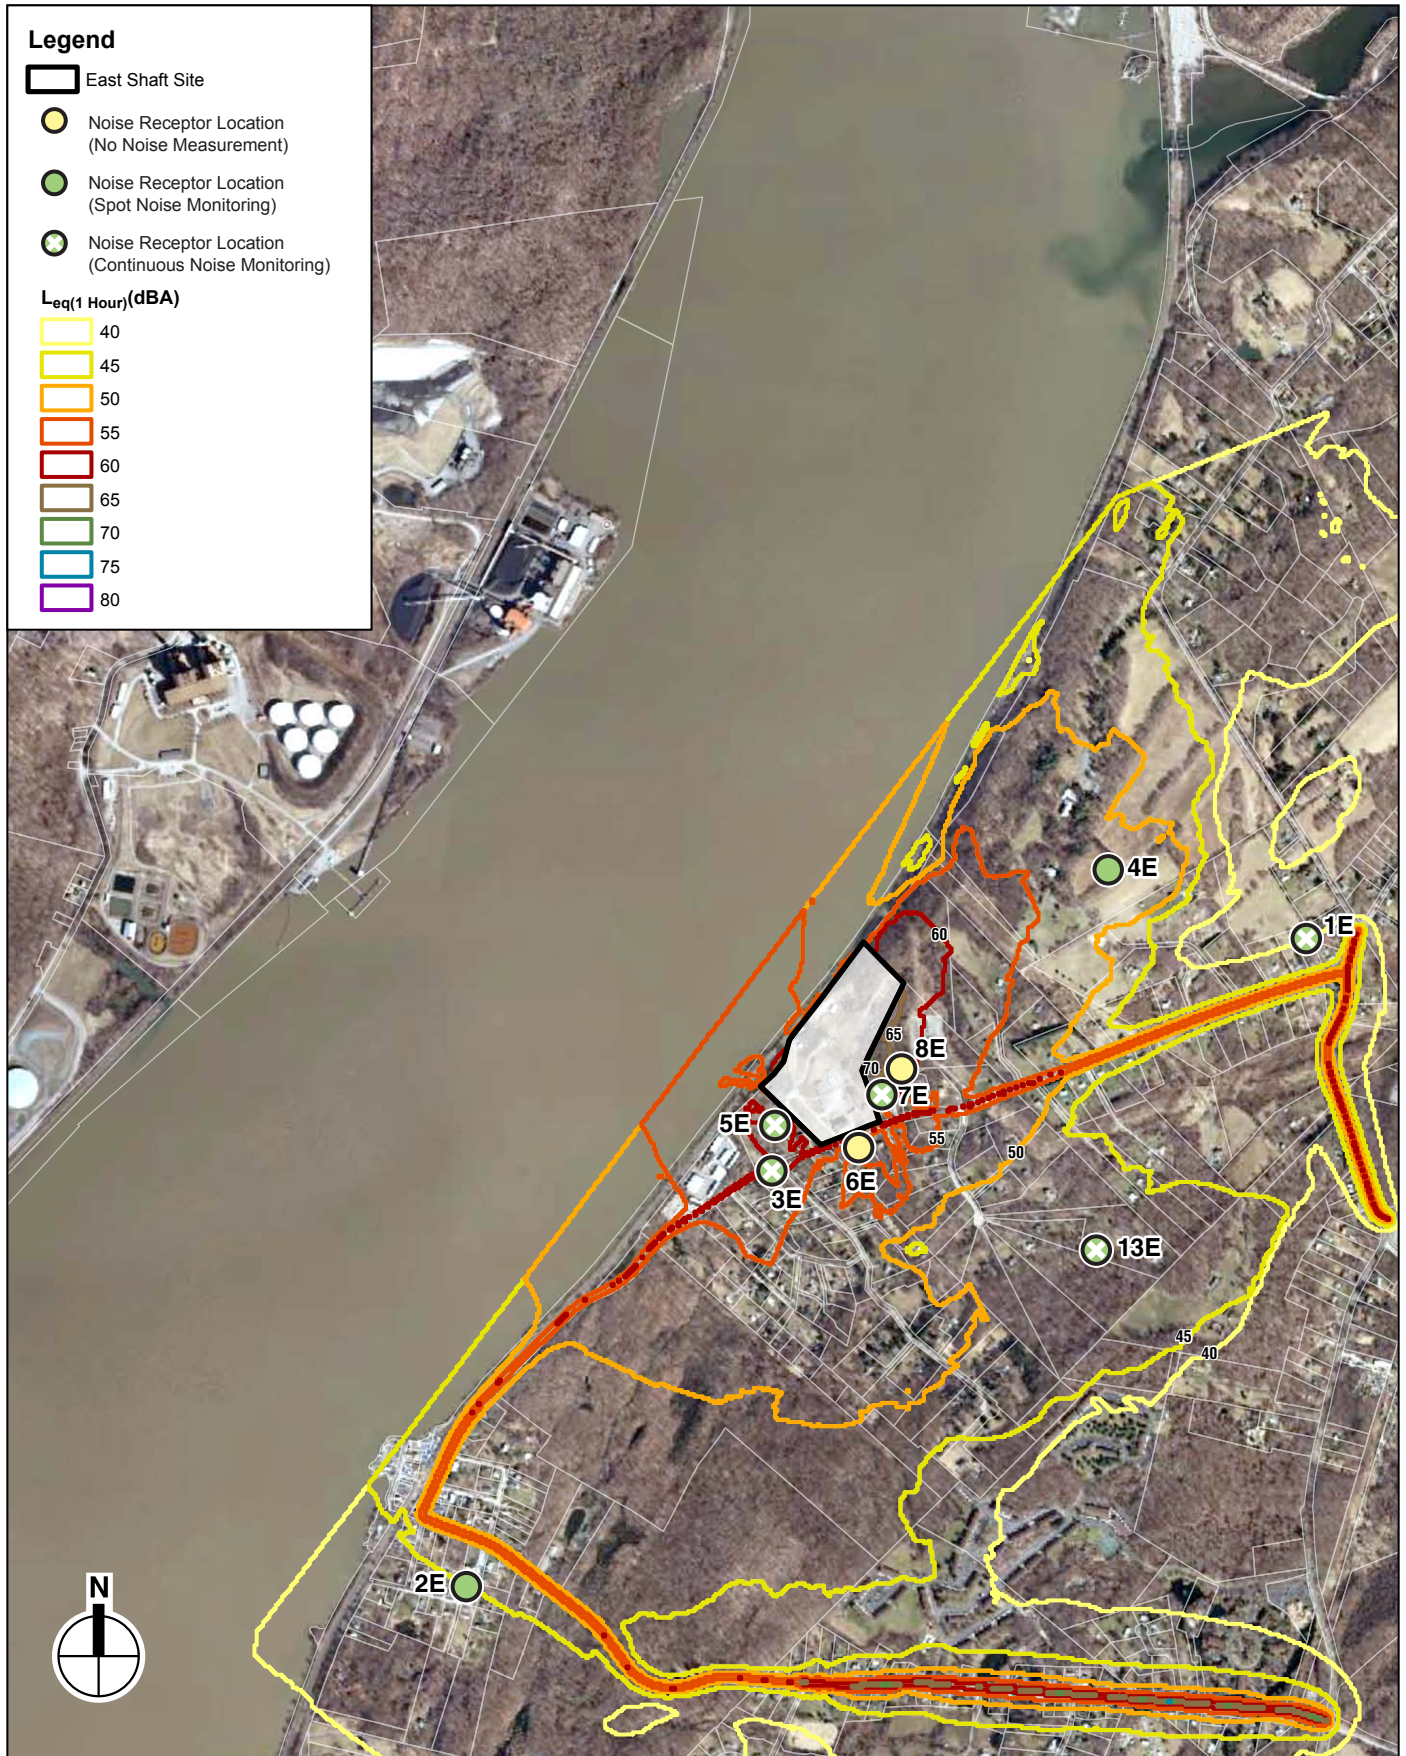 Legend
East Shaft Site
Noise Receptor Location
(No Noise Measurement)
Noise Receptor Location
(Spot Noise Monitoring)
Noise Receptor Location
(Continuous Noise Monitoring)
Leq(1 Hour)(dBA)
40
45
50
55
60
65
70
75
80
4E
1E
60
65
8E
70
7E
5E
55
50
6E
3E
13E
45
40
2E
N